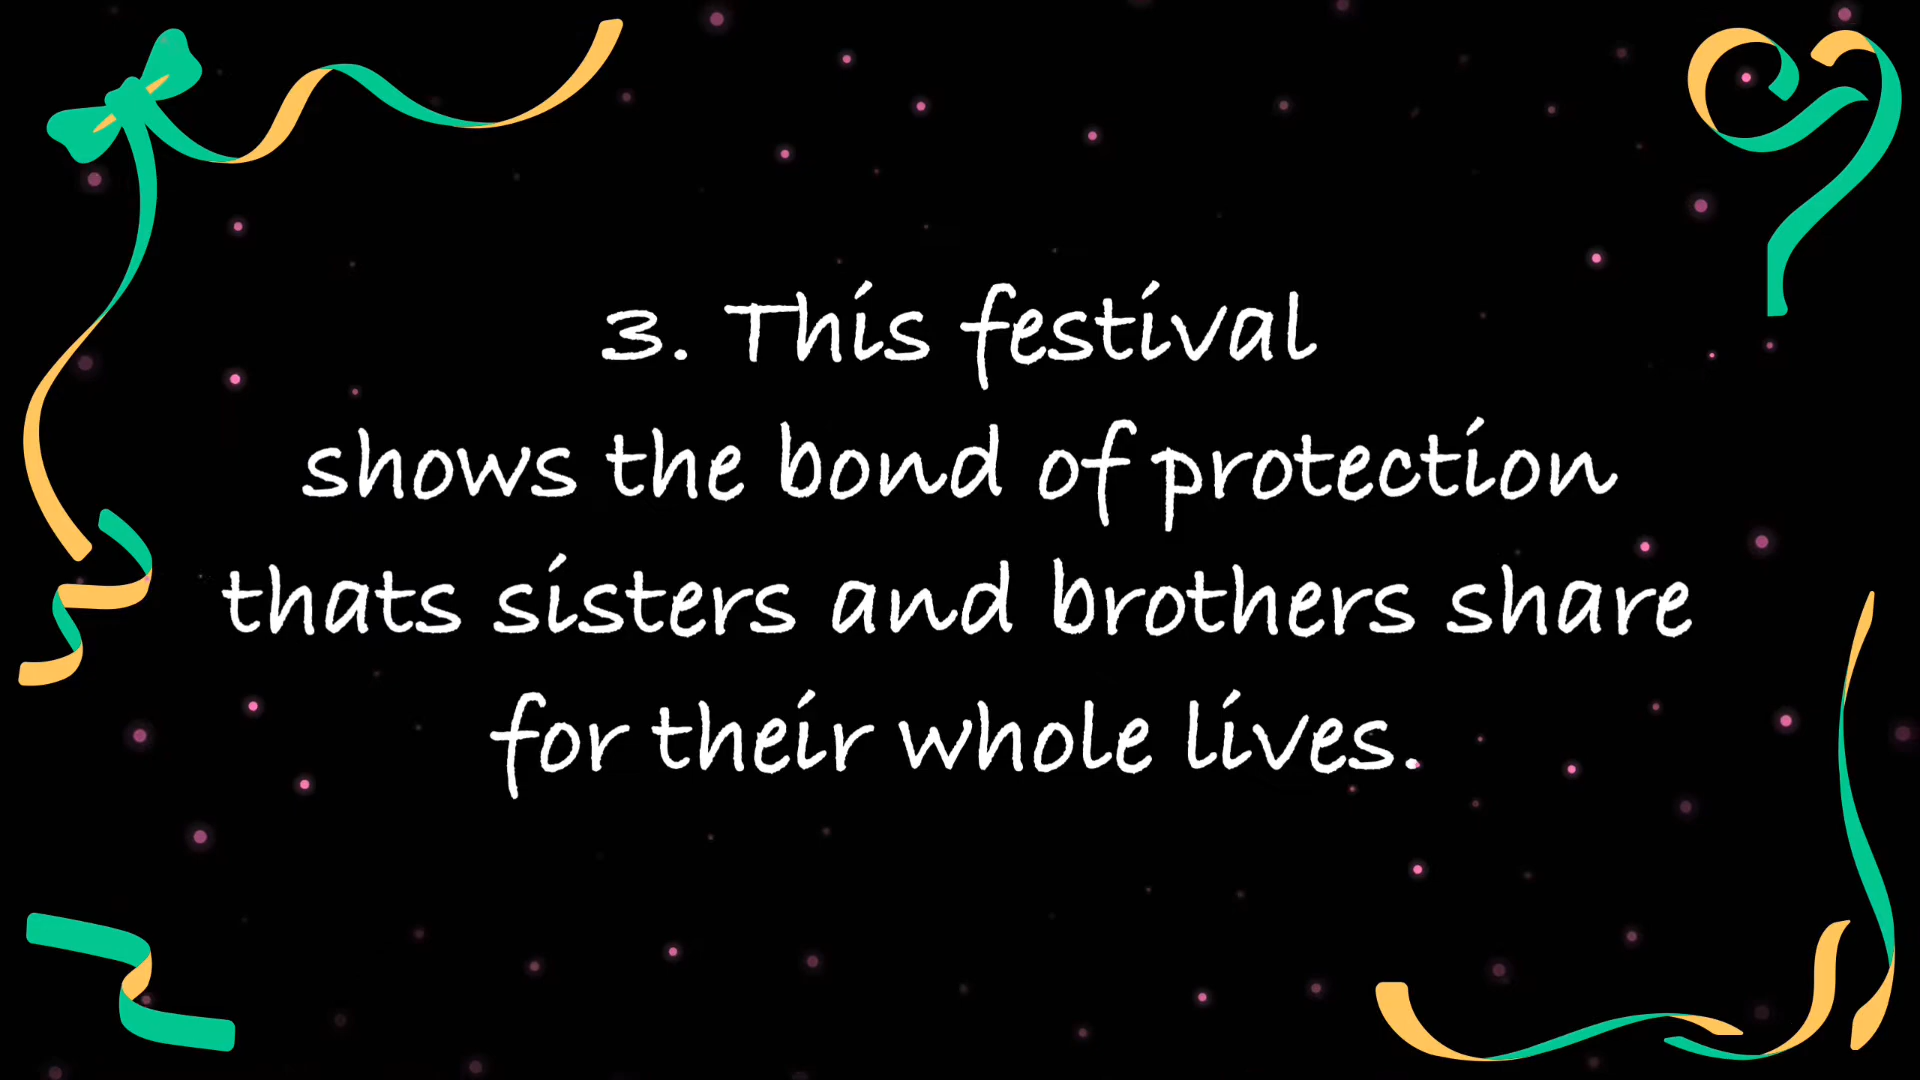 3. This festival
shows the bond of protection
thats sisters and brothers share
for their whole lives.